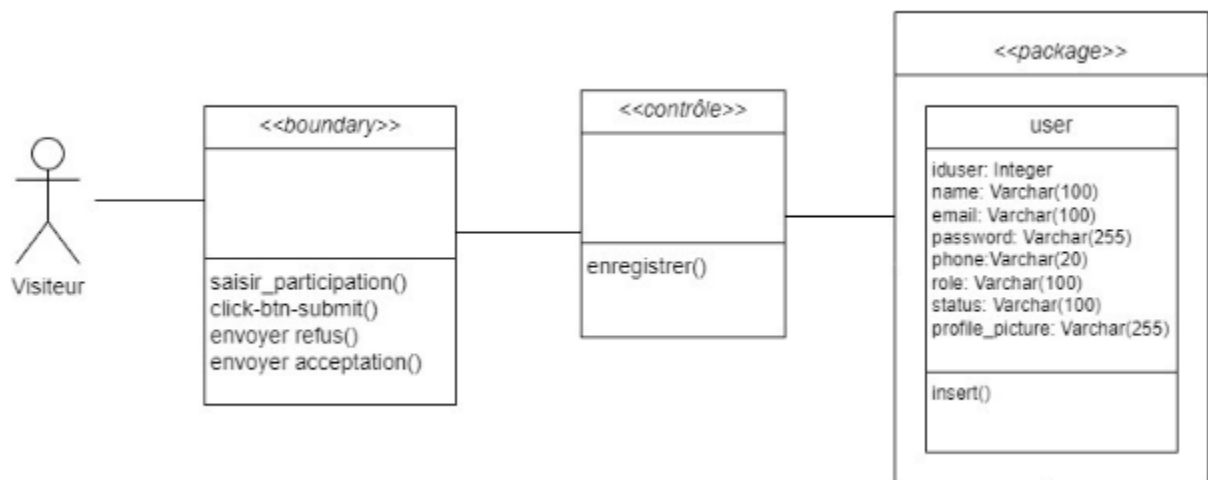 Visiteur
<<boundary>>
saisir_participation()
click-btn-submit()
envoyer refus()
envoyer acceptation()
<<contrôle>>
enregistrer()
<<package>>
user
iduser: Integer
name: Varchar(100)
email: Varchar(100)
password: Varchar(255)
phone:Varchar(20)
role: Varchar(100)
status: Varchar(100)
profile_picture: Varchar(255)
insert()